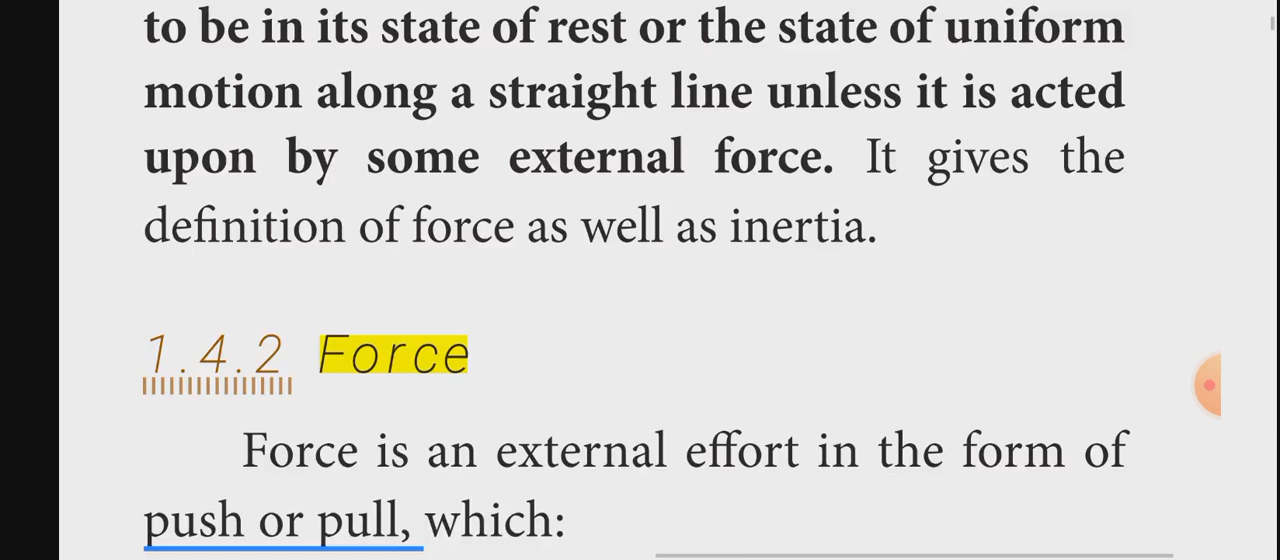 to be in its state of rest or the state of uniform
motion along a straight line unless it is acted
upon by some external force. It gives the
definition of force as well as inertia.
1.4.2 Force
Force is an external effort in the form of
push or pull, which: